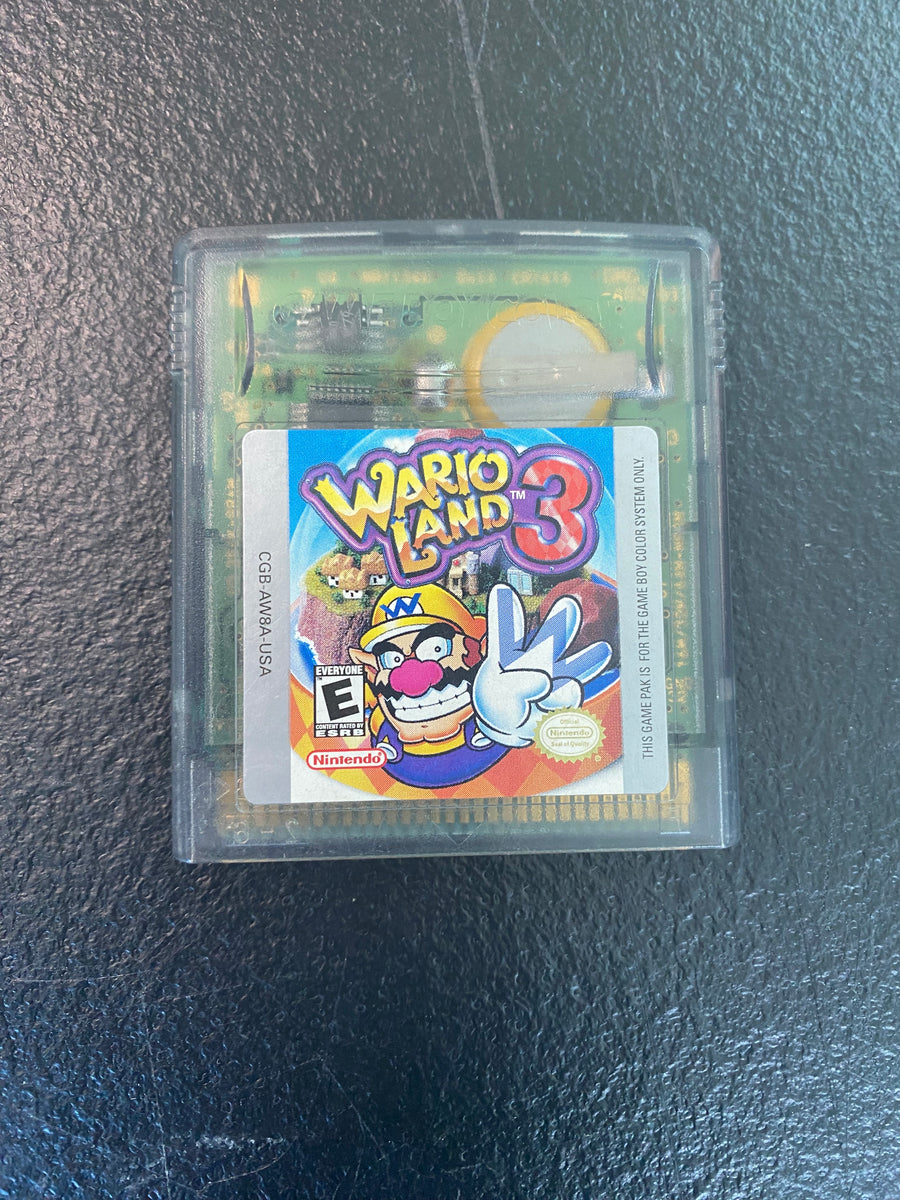 WARIO
LAND™ 3
W
CGB-AW8A-USA
THIS GAME PAK IS FOR THE GAME BOY COLOR SYSTEM ONLY.
EVERYONE
E
CONTENT RATED BY
ESRB
Nintendo
Official
Nintendo
Seal of Quality
®